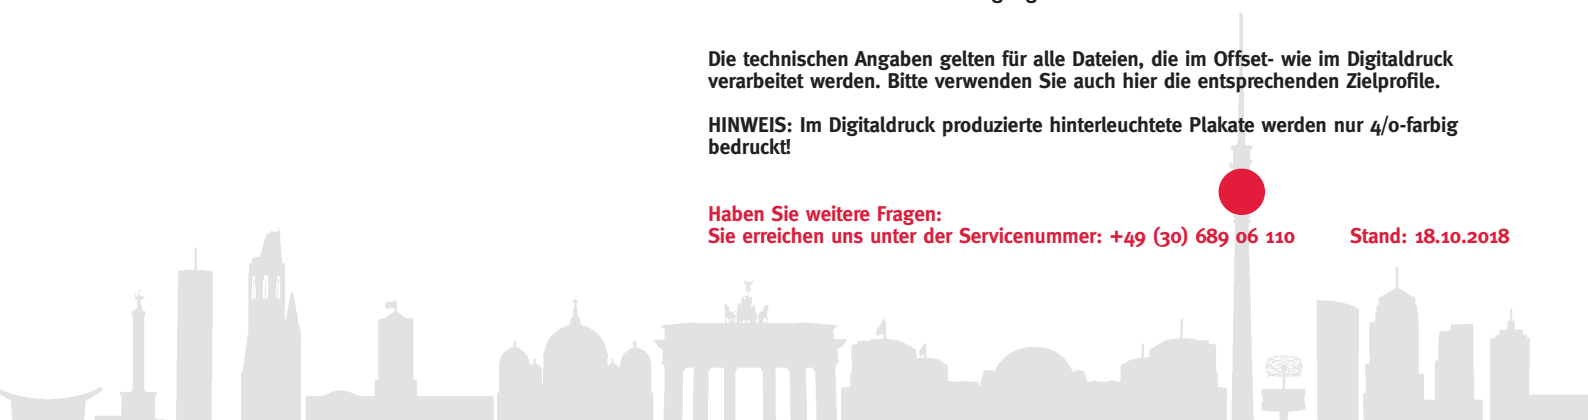 Die technischen Angaben gelten für alle Dateien, die im Offset- wie im Digitaldruck
verarbeitet werden. Bitte verwenden Sie auch hier die entsprechenden Zielprofile.
HINWEIS: Im Digitaldruck produzierte hinterleuchtete Plakate werden nur 4/0-farbig
bedruckt!
Haben Sie weitere Fragen:
Sie erreichen uns unter der Servicenummer: +49 (30) 689 06 110 Stand: 18.10.2018